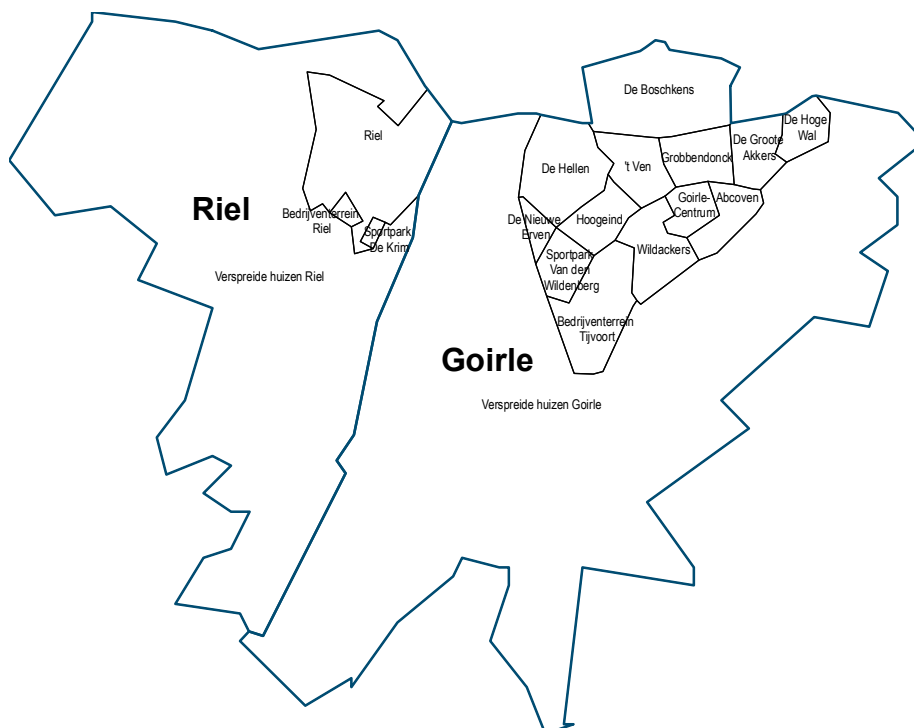 De Boschkens
De Hoge
Wal
Riel
De Groote
Akkers
De Hellen
't Ven
Grobbendonck
Riel
Bedrijventerrein
Riel
Sportpark
De Krim
De Nieuwe
Erven
Hoogeind
Goirle-
Centrum
Abcoven
Sportpark
Van den
Wildenberg
Wildackers
Verspreide huizen Riel
Bedrijventerrein
Tijvoort
Goirle
Verspreide huizen Goirle